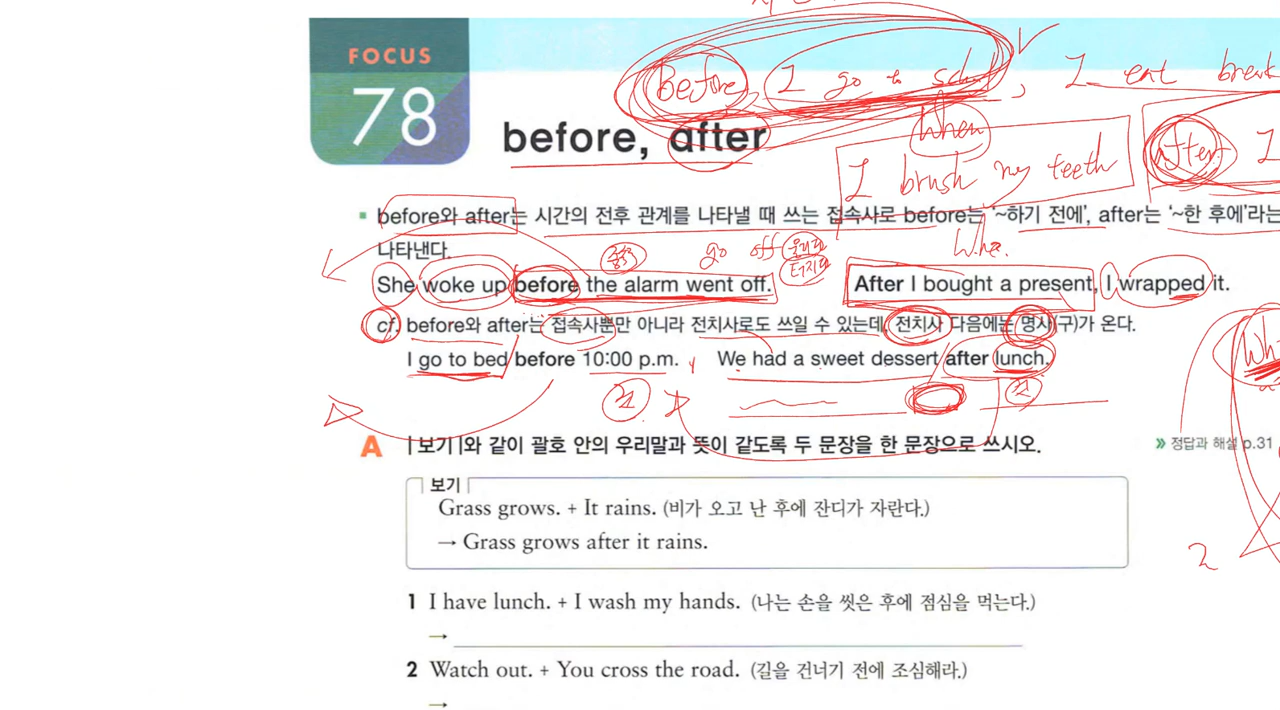 FOCUS
78
before, after
Before I go to sch, I eat break
When
I brush my teeth
after I
before와 after는 시간의 전후 관계를 나타낼 때 쓰는 접속사로 before는 '~하기 전에', after는 '~한 후에'라는
나타낸다.
go off 울리다
터지다
She woke up before the alarm went off. After I bought a present, I wrapped it.
cf. before와 after는 접속사뿐만 아니라 전치사로도 쓰일 수 있는데, 전치사 다음에는 명사(구)가 온다.
I go to bed before 10:00 p.m. We had a sweet dessert after lunch.
전
전
Wh
A |보기|와 같이 괄호 안의 우리말과 뜻이 같도록 두 문장을 한 문장으로 쓰시오.
» 정답과 해설 p.31
보기
Grass grows. + It rains. (비가 오고 난 후에 잔디가 자란다.)
→ Grass grows after it rains.
2
1 I have lunch. + I wash my hands. (나는 손을 씻은 후에 점심을 먹는다.)
→
2 Watch out. + You cross the road. (길을 건너기 전에 조심해라.)
→